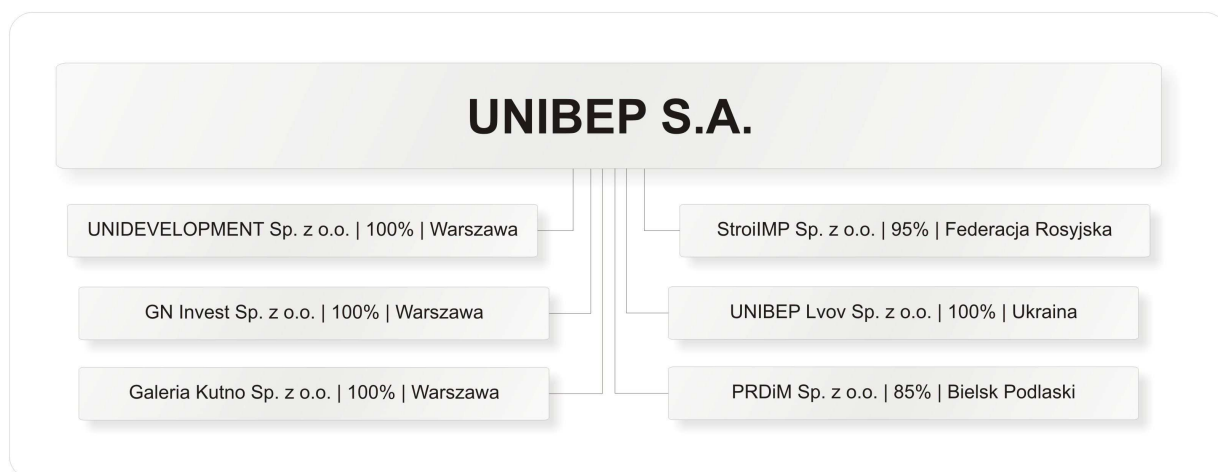 UNIBEP S.A.
UNIDEVELOPMENT Sp. z o.o. | 100% | Warszawa
GN Invest Sp. z o.o. | 100% | Warszawa
Galeria Kutno Sp. z o.o. | 100% | Warszawa
StroiIMP Sp. z o.o. | 95% | Federacja Rosyjska
UNIBEP Lvov Sp. z o.o. | 100% | Ukraina
PRDiM Sp. z o.o. | 85% | Bielsk Podlaski